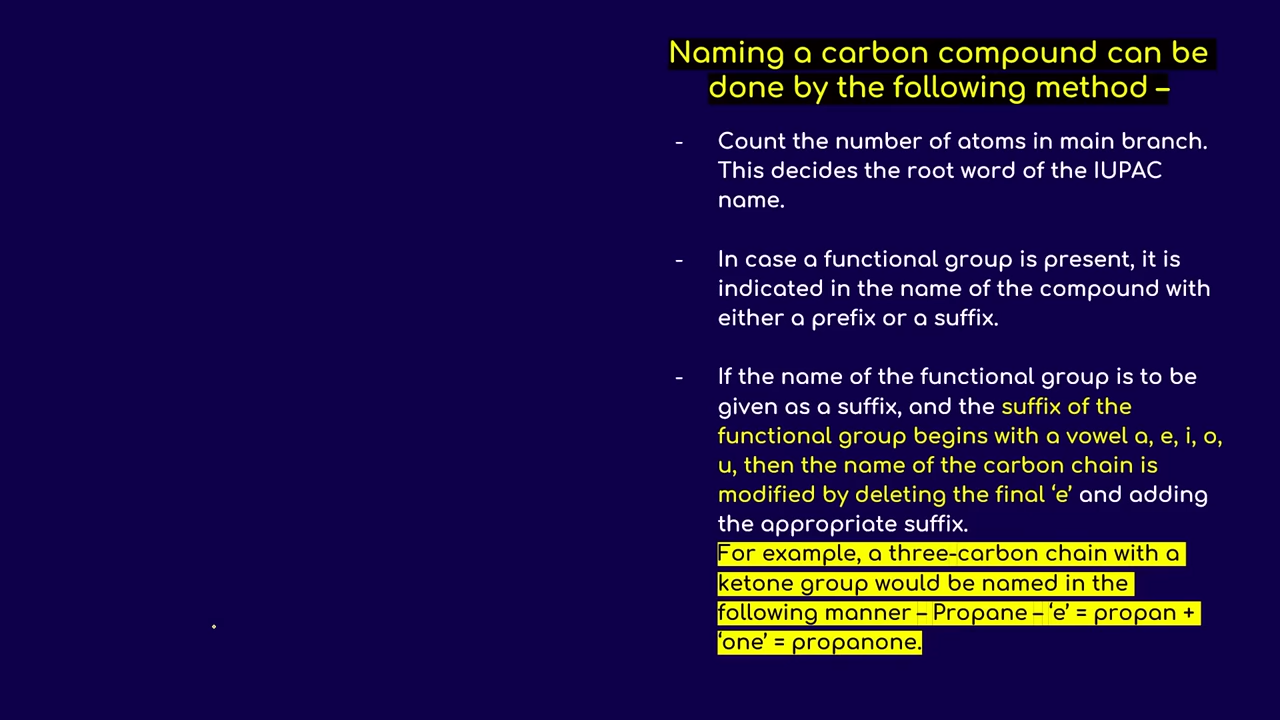 Naming a carbon compound can be
done by the following method –
- Count the number of atoms in main branch.
This decides the root word of the IUPAC
name.
- In case a functional group is present, it is
indicated in the name of the compound with
either a prefix or a suffix.
- If the name of the functional group is to be
given as a suffix, and the suffix of the
functional group begins with a vowel a, e, i, o,
u, then the name of the carbon chain is
modified by deleting the final ‘e’ and adding
the appropriate suffix.
For example, a three-carbon chain with a
ketone group would be named in the
following manner – Propane – ‘e’ = propan +
‘one’ = propanone.